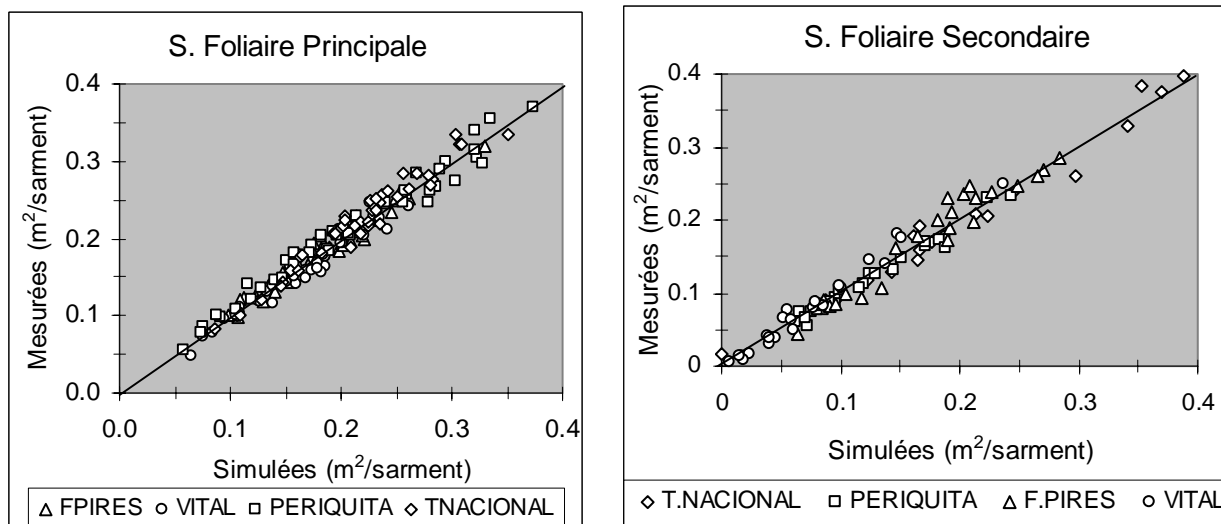 S. Foliaire Principale
Mesurées (m²/sarment)
0.4
0.3
0.2
0.1
0.0
0.0 0.1 0.2 0.3 0.4
Simulées (m²/sarment)
FPIRES VITAL PERIQUITA TNACIONAL
S. Foliaire Secondaire
Mesurées (m²/sarment)
0.4
0.3
0.2
0.1
0
0 0.1 0.2 0.3 0.4
Simulées (m²/sarment)
T.NACIONAL PERIQUITA F.PIRES VITAL